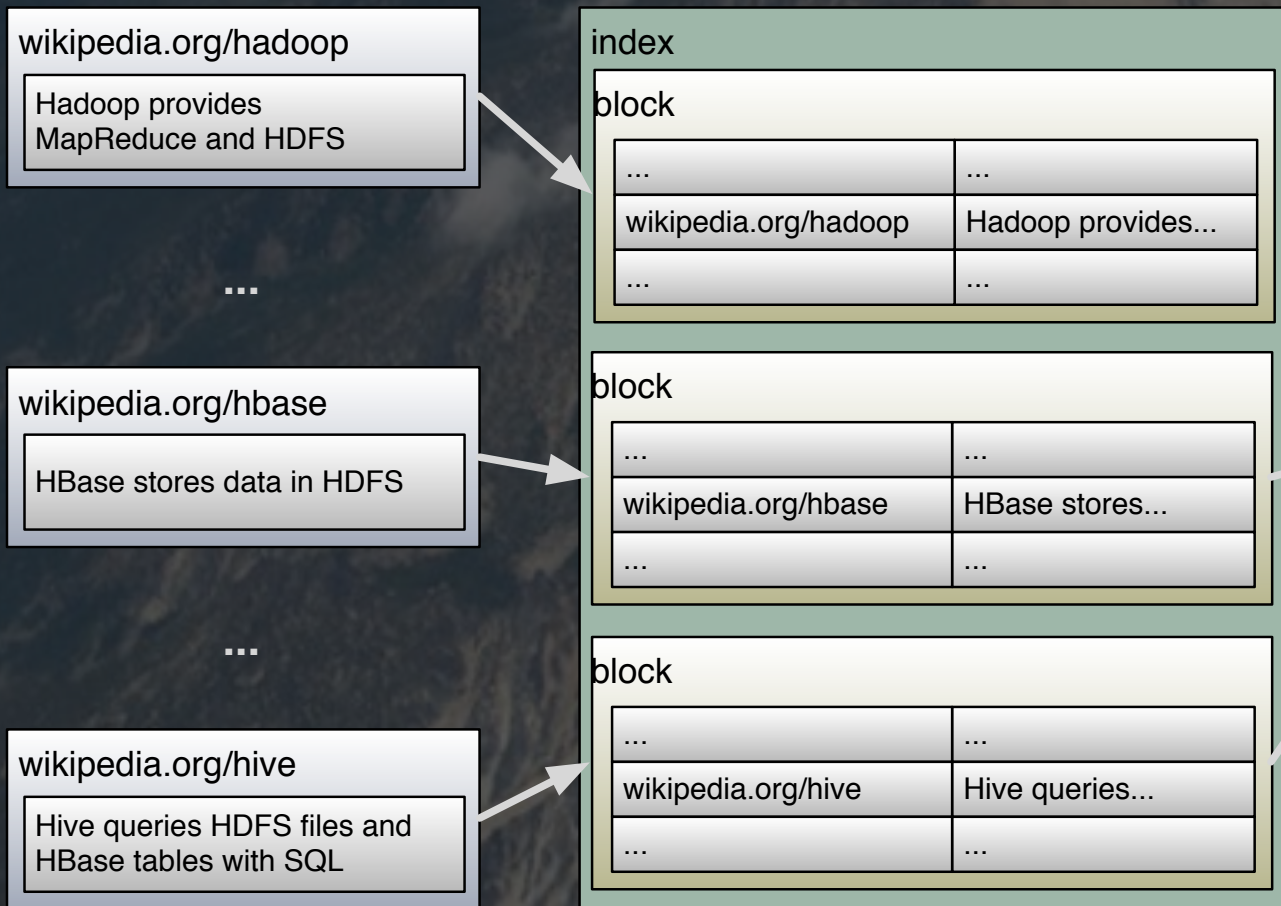 wikipedia.org/hadoop
Hadoop provides
MapReduce and HDFS
...
wikipedia.org/hbase
HBase stores data in HDFS
...
wikipedia.org/hive
Hive queries HDFS files and
HBase tables with SQL
index
block
... ...
wikipedia.org/hadoop Hadoop provides...
... ...
block
... ...
wikipedia.org/hbase HBase stores...
... ...
block
... ...
wikipedia.org/hive Hive queries...
... ...